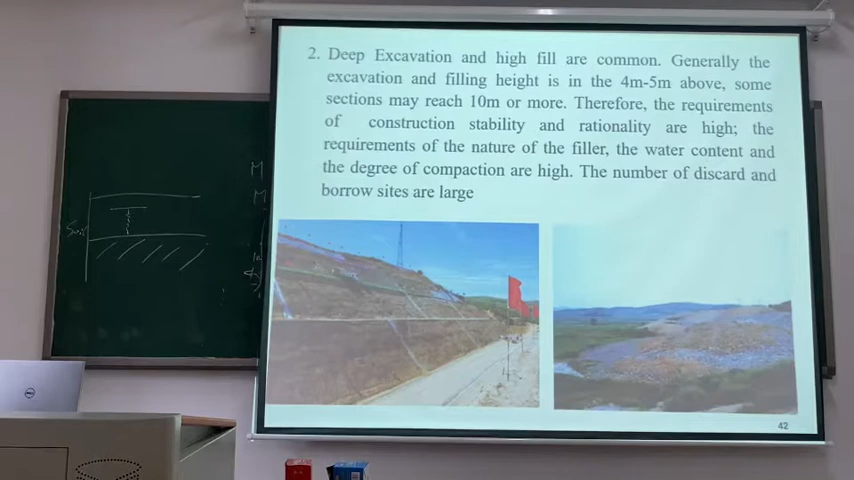 2. Deep Excavation and high fill are common. Generally the
excavation and filling height is in the 4m-5m above, some
sections may reach 10m or more. Therefore, the requirements
of construction stability and rationality are high; the
requirements of the nature of the filler, the water content and
the degree of compaction are high. The number of discard and
borrow sites are large
42
DELL